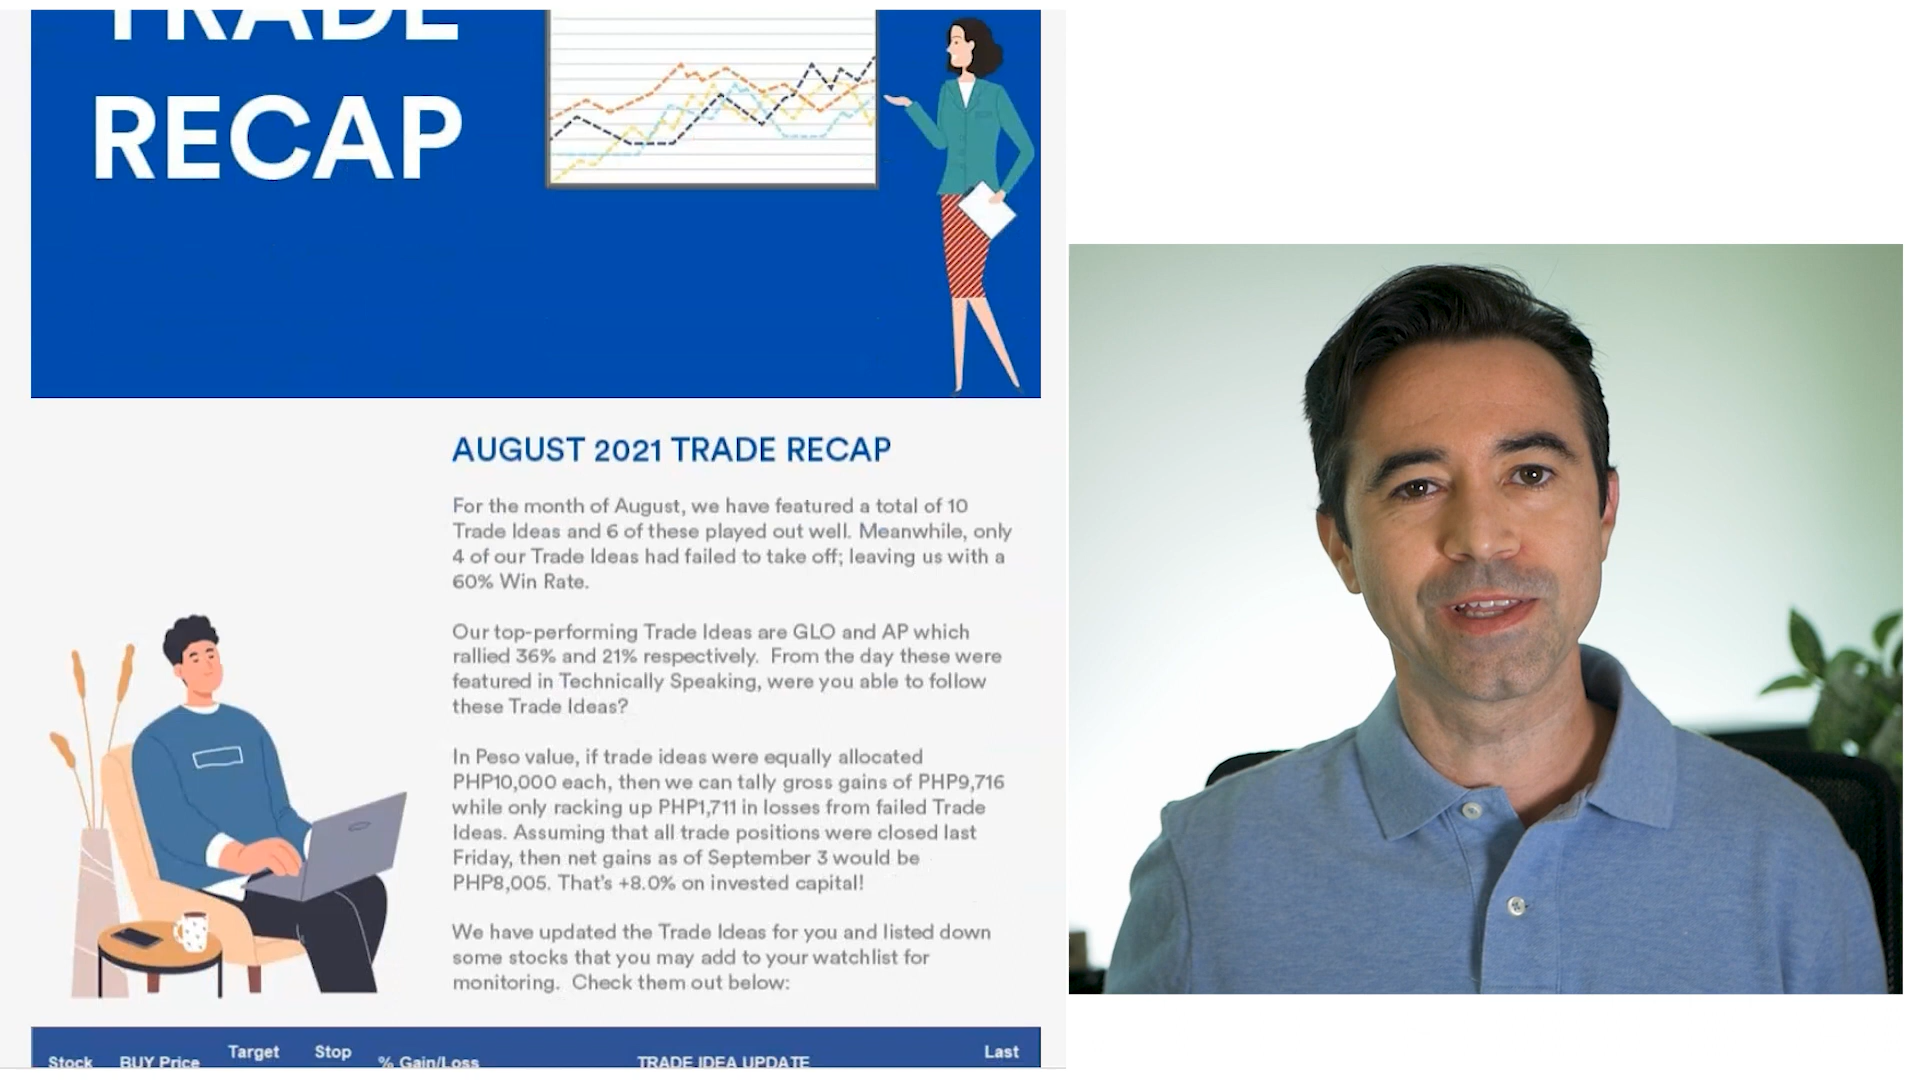 TRADE
RECAP
AUGUST 2021 TRADE RECAP
For the month of August, we have featured a total of 10
Trade Ideas and 6 of these played out well. Meanwhile, only
4 of our Trade Ideas had failed to take off; leaving us with a
60% Win Rate.
Our top-performing Trade Ideas are GLO and AP which
rallied 36% and 21% respectively. From the day these were
featured in Technically Speaking, were you able to follow
these Trade Ideas?
In Peso value, if trade ideas were equally allocated
PHP10,000 each, then we can tally gross gains of PHP9,716
while only racking up PHP1,711 in losses from failed Trade
Ideas. Assuming that all trade positions were closed last
Friday, then net gains as of September 3 would be
PHP8,005. That's +8.0% on invested capital!
We have updated the Trade Ideas for you and listed down
some stocks that you may add to your watchlist for
monitoring. Check them out below:
Stock BUY Price Target Stop % Gain/Loss TRADE IDEA UPDATE Last